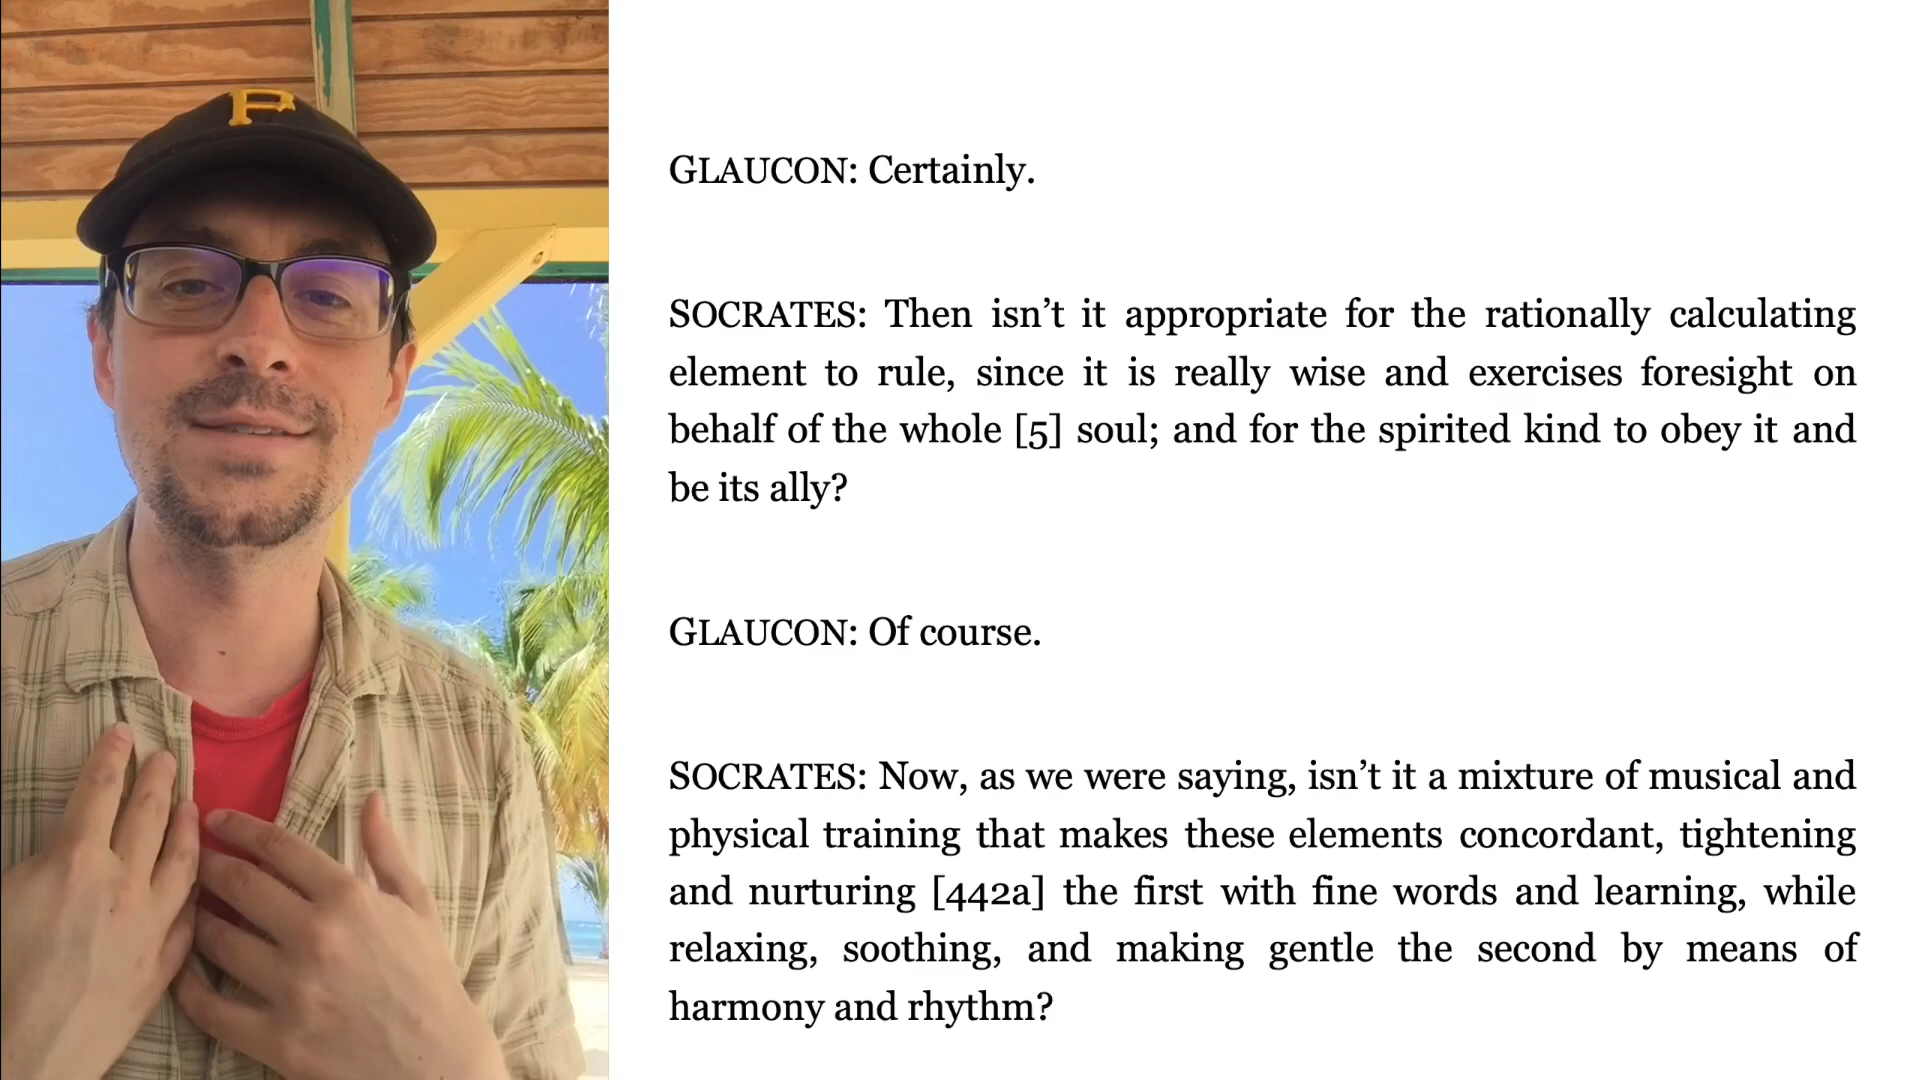 P
GLAUCON: Certainly.
SOCRATES: Then isn’t it appropriate for the rationally calculating
element to rule, since it is really wise and exercises foresight on
behalf of the whole [5] soul; and for the spirited kind to obey it and
be its ally?
GLAUCON: Of course.
SOCRATES: Now, as we were saying, isn’t it a mixture of musical and
physical training that makes these elements concordant, tightening
and nurturing [442a] the first with fine words and learning, while
relaxing, soothing, and making gentle the second by means of
harmony and rhythm?